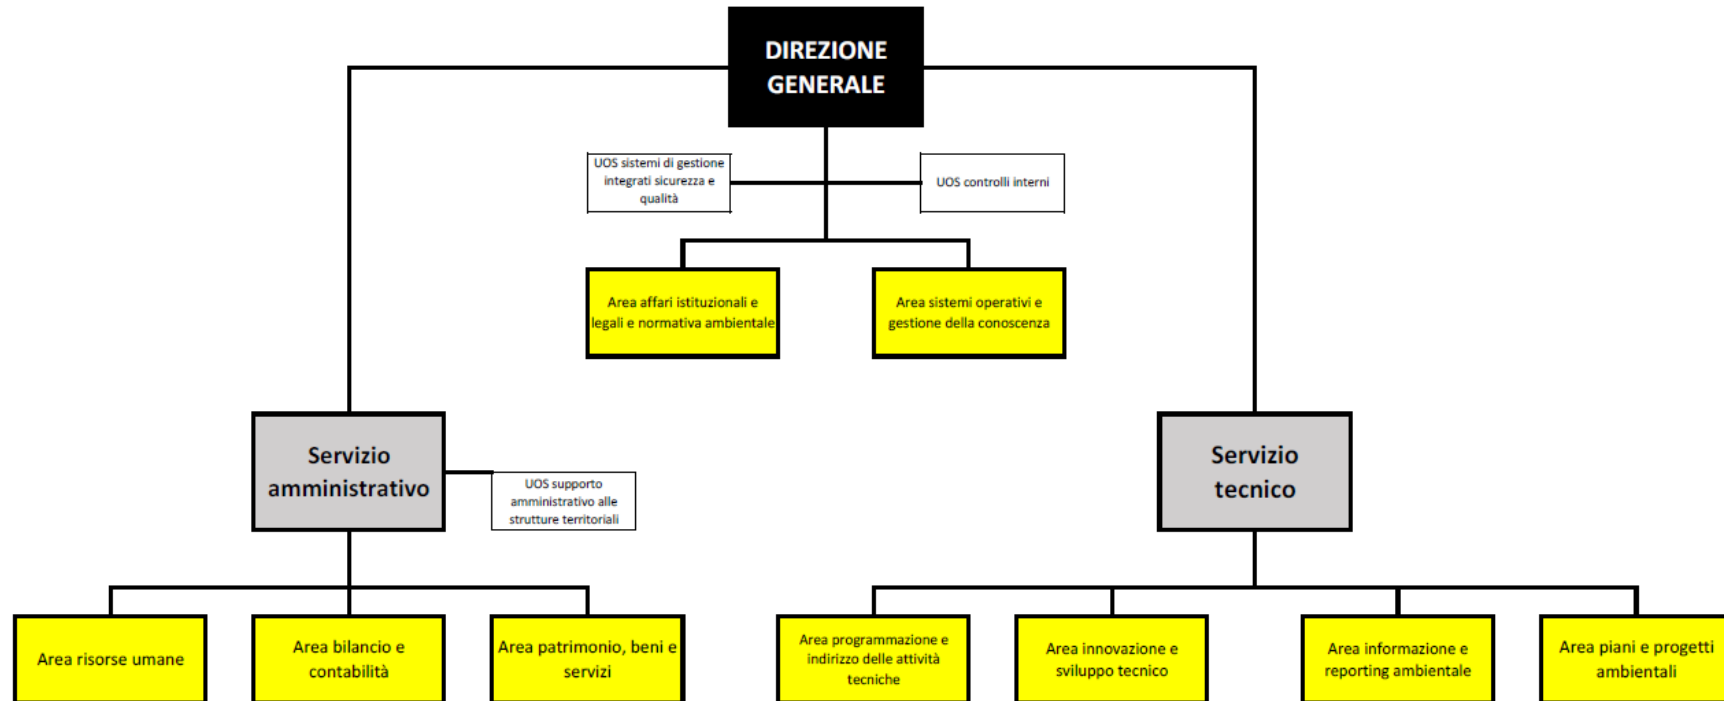 DIREZIONE
GENERALE
UOS sistemi di gestione
integrati sicurezza e
qualità
UOS controlli interni
Area affari istituzionali e
legali e normativa ambientale
Area sistemi operativi e
gestione della conoscenza
Servizio
amministrativo
UOS supporto
amministrativo alle
strutture territoriali
Servizio
tecnico
Area risorse umane
Area bilancio e
contabilità
Area patrimonio, beni e
servizi
Area programmazione e
indirizzo delle attività
tecniche
Area innovazione e
sviluppo tecnico
Area informazione e
reporting ambientale
Area piani e progetti
ambientali